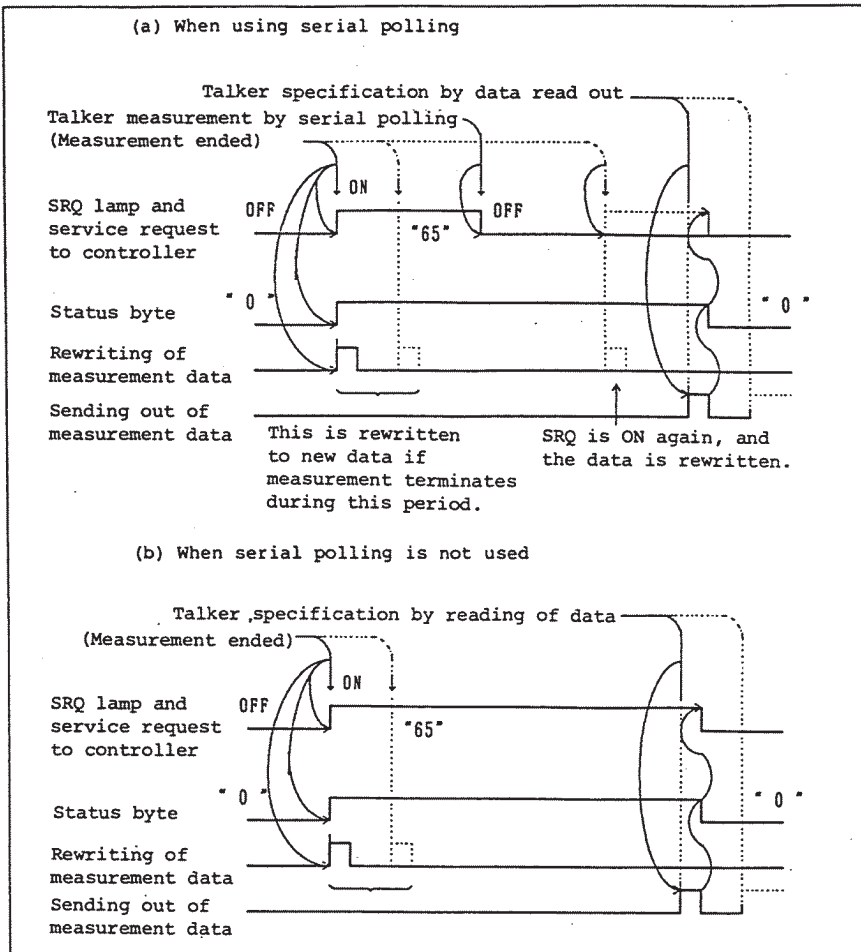 (a) When using serial polling
Talker specification by data read out
Talker measurement by serial polling
(Measurement ended)
ON
SRQ lamp and
service request
to controller
OFF
"65"
OFF
" 0 "
Status byte
" 0 "
Rewriting of
measurement data
Sending out of
measurement data
This is rewritten
to new data if
measurement terminates
during this period.
SRQ is ON again, and
the data is rewritten.
(b) When serial polling is not used
Talker specification by reading of data
(Measurement ended)
ON
SRQ lamp and
service request
to controller
OFF
"65"
" 0 "
Status byte
" 0 "
Rewriting of
measurement data
Sending out of
measurement data